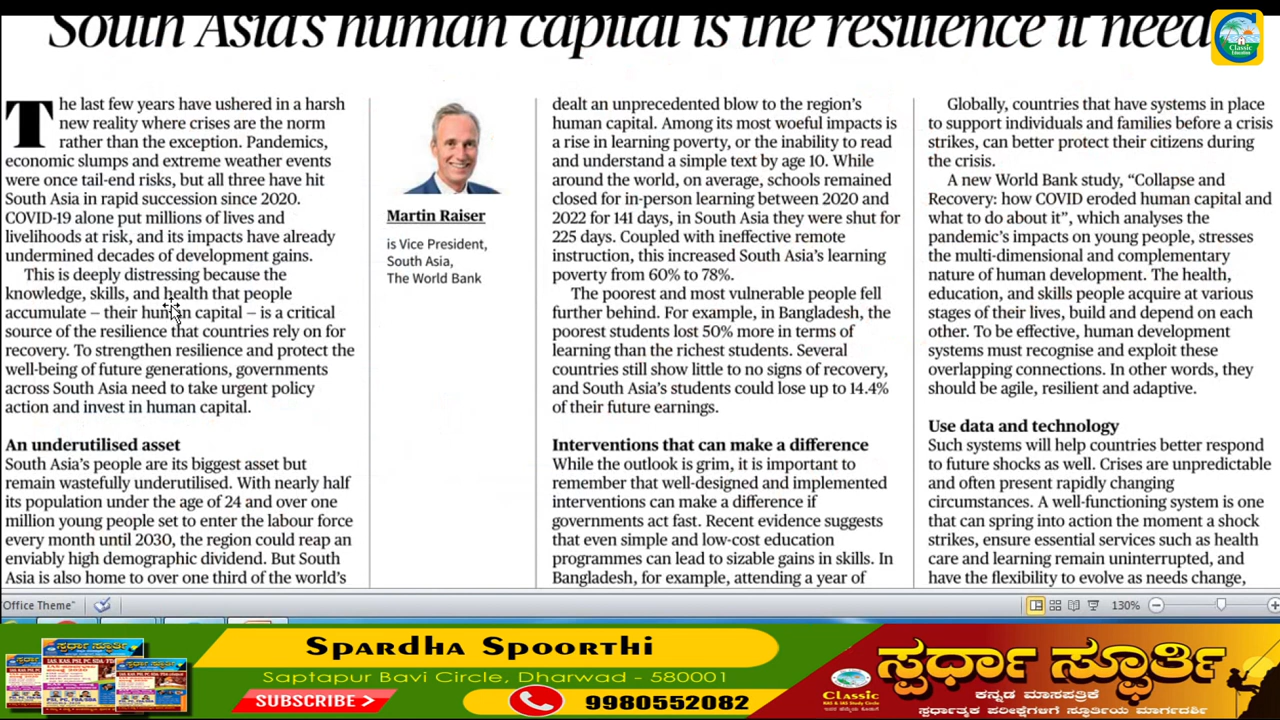 South Asia's human capital is the resilience it need
Classic
Education
The last few years have ushered in a harsh
new reality where crises are the norm
rather than the exception. Pandemics,
economic slumps and extreme weather events
were once tail-end risks, but all three have hit
South Asia in rapid succession since 2020.
COVID-19 alone put millions of lives and
livelihoods at risk, and its impacts have already
undermined decades of development gains.
This is deeply distressing because the
knowledge, skills, and health that people
accumulate – their human capital – is a critical
source of the resilience that countries rely on for
recovery. To strengthen resilience and protect the
well-being of future generations, governments
across South Asia need to take urgent policy
action and invest in human capital.
An underutilised asset
South Asia's people are its biggest asset but
remain wastefully underutilised. With nearly half
its population under the age of 24 and over one
million young people set to enter the labour force
every month until 2030, the region could reap an
enviably high demographic dividend. But South
Asia is also home to over one third of the world's
Martin Raiser
is Vice President,
South Asia,
The World Bank
dealt an unprecedented blow to the region's
human capital. Among its most woeful impacts is
a rise in learning poverty, or the inability to read
and understand a simple text by age 10. While
around the world, on average, schools remained
closed for in-person learning between 2020 and
2022 for 141 days, in South Asia they were shut for
225 days. Coupled with ineffective remote
instruction, this increased South Asia's learning
poverty from 60% to 78%.
The poorest and most vulnerable people fell
further behind. For example, in Bangladesh, the
poorest students lost 50% more in terms of
learning than the richest students. Several
countries still show little to no signs of recovery,
and South Asia's students could lose up to 14.4%
of their future earnings.
Interventions that can make a difference
While the outlook is grim, it is important to
remember that well-designed and implemented
interventions can make a difference if
governments act fast. Recent evidence suggests
that even simple and low-cost education
programmes can lead to sizable gains in skills. In
Bangladesh, for example, attending a year of
Globally, countries that have systems in place
to support individuals and families before a crisis
strikes, can better protect their citizens during
the crisis.
A new World Bank study, "Collapse and
Recovery: how COVID eroded human capital and
what to do about it", which analyses the
pandemic's impacts on young people, stresses
the multi-dimensional and complementary
nature of human development. The health,
education, and skills people acquire at various
stages of their lives, build and depend on each
other. To be effective, human development
systems must recognise and exploit these
overlapping connections. In other words, they
should be agile, resilient and adaptive.
Use data and technology
Such systems will help countries better respond
to future shocks as well. Crises are unpredictable
and often present rapidly changing
circumstances. A well-functioning system is one
that can spring into action the moment a shock
strikes, ensure essential services such as health
care and learning remain uninterrupted, and
have the flexibility to evolve as needs change,
"Office Theme"
130%
Spardha Spoorthi
Saptapur Bavi Circle, Dharwad - 580001
SUBSCRIBE
9980552082
ಸ್ಪರ್ಧಾ ಸ್ಫೂರ್ತಿ
Classic
IAS & KAS Study Circle
ಸ್ಪರ್ಧಾ ಸ್ಫೂರ್ತಿ
ಕನ್ನಡ ಮಾಸಪತ್ರಿಕೆ
ಸ್ಪರ್ಧಾತ್ಮಕ ಪರೀಕ್ಷೆಗಳಿಗೆ ಸ್ಫೂರ್ತಿಯ ಮಾರ್ಗದರ್ಶಿ